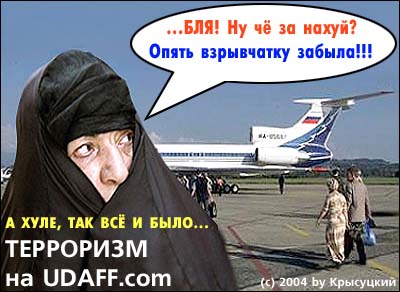 ...БЛЯ! Ну чё за нахуй?
Опять взрывчатку забыла!!!
А ХУЛЕ, ТАК ВСЁ И БЫЛО...
ТЕРРОРИЗМ
на UDAFF.com
(c) 2004 by Крысуцкий